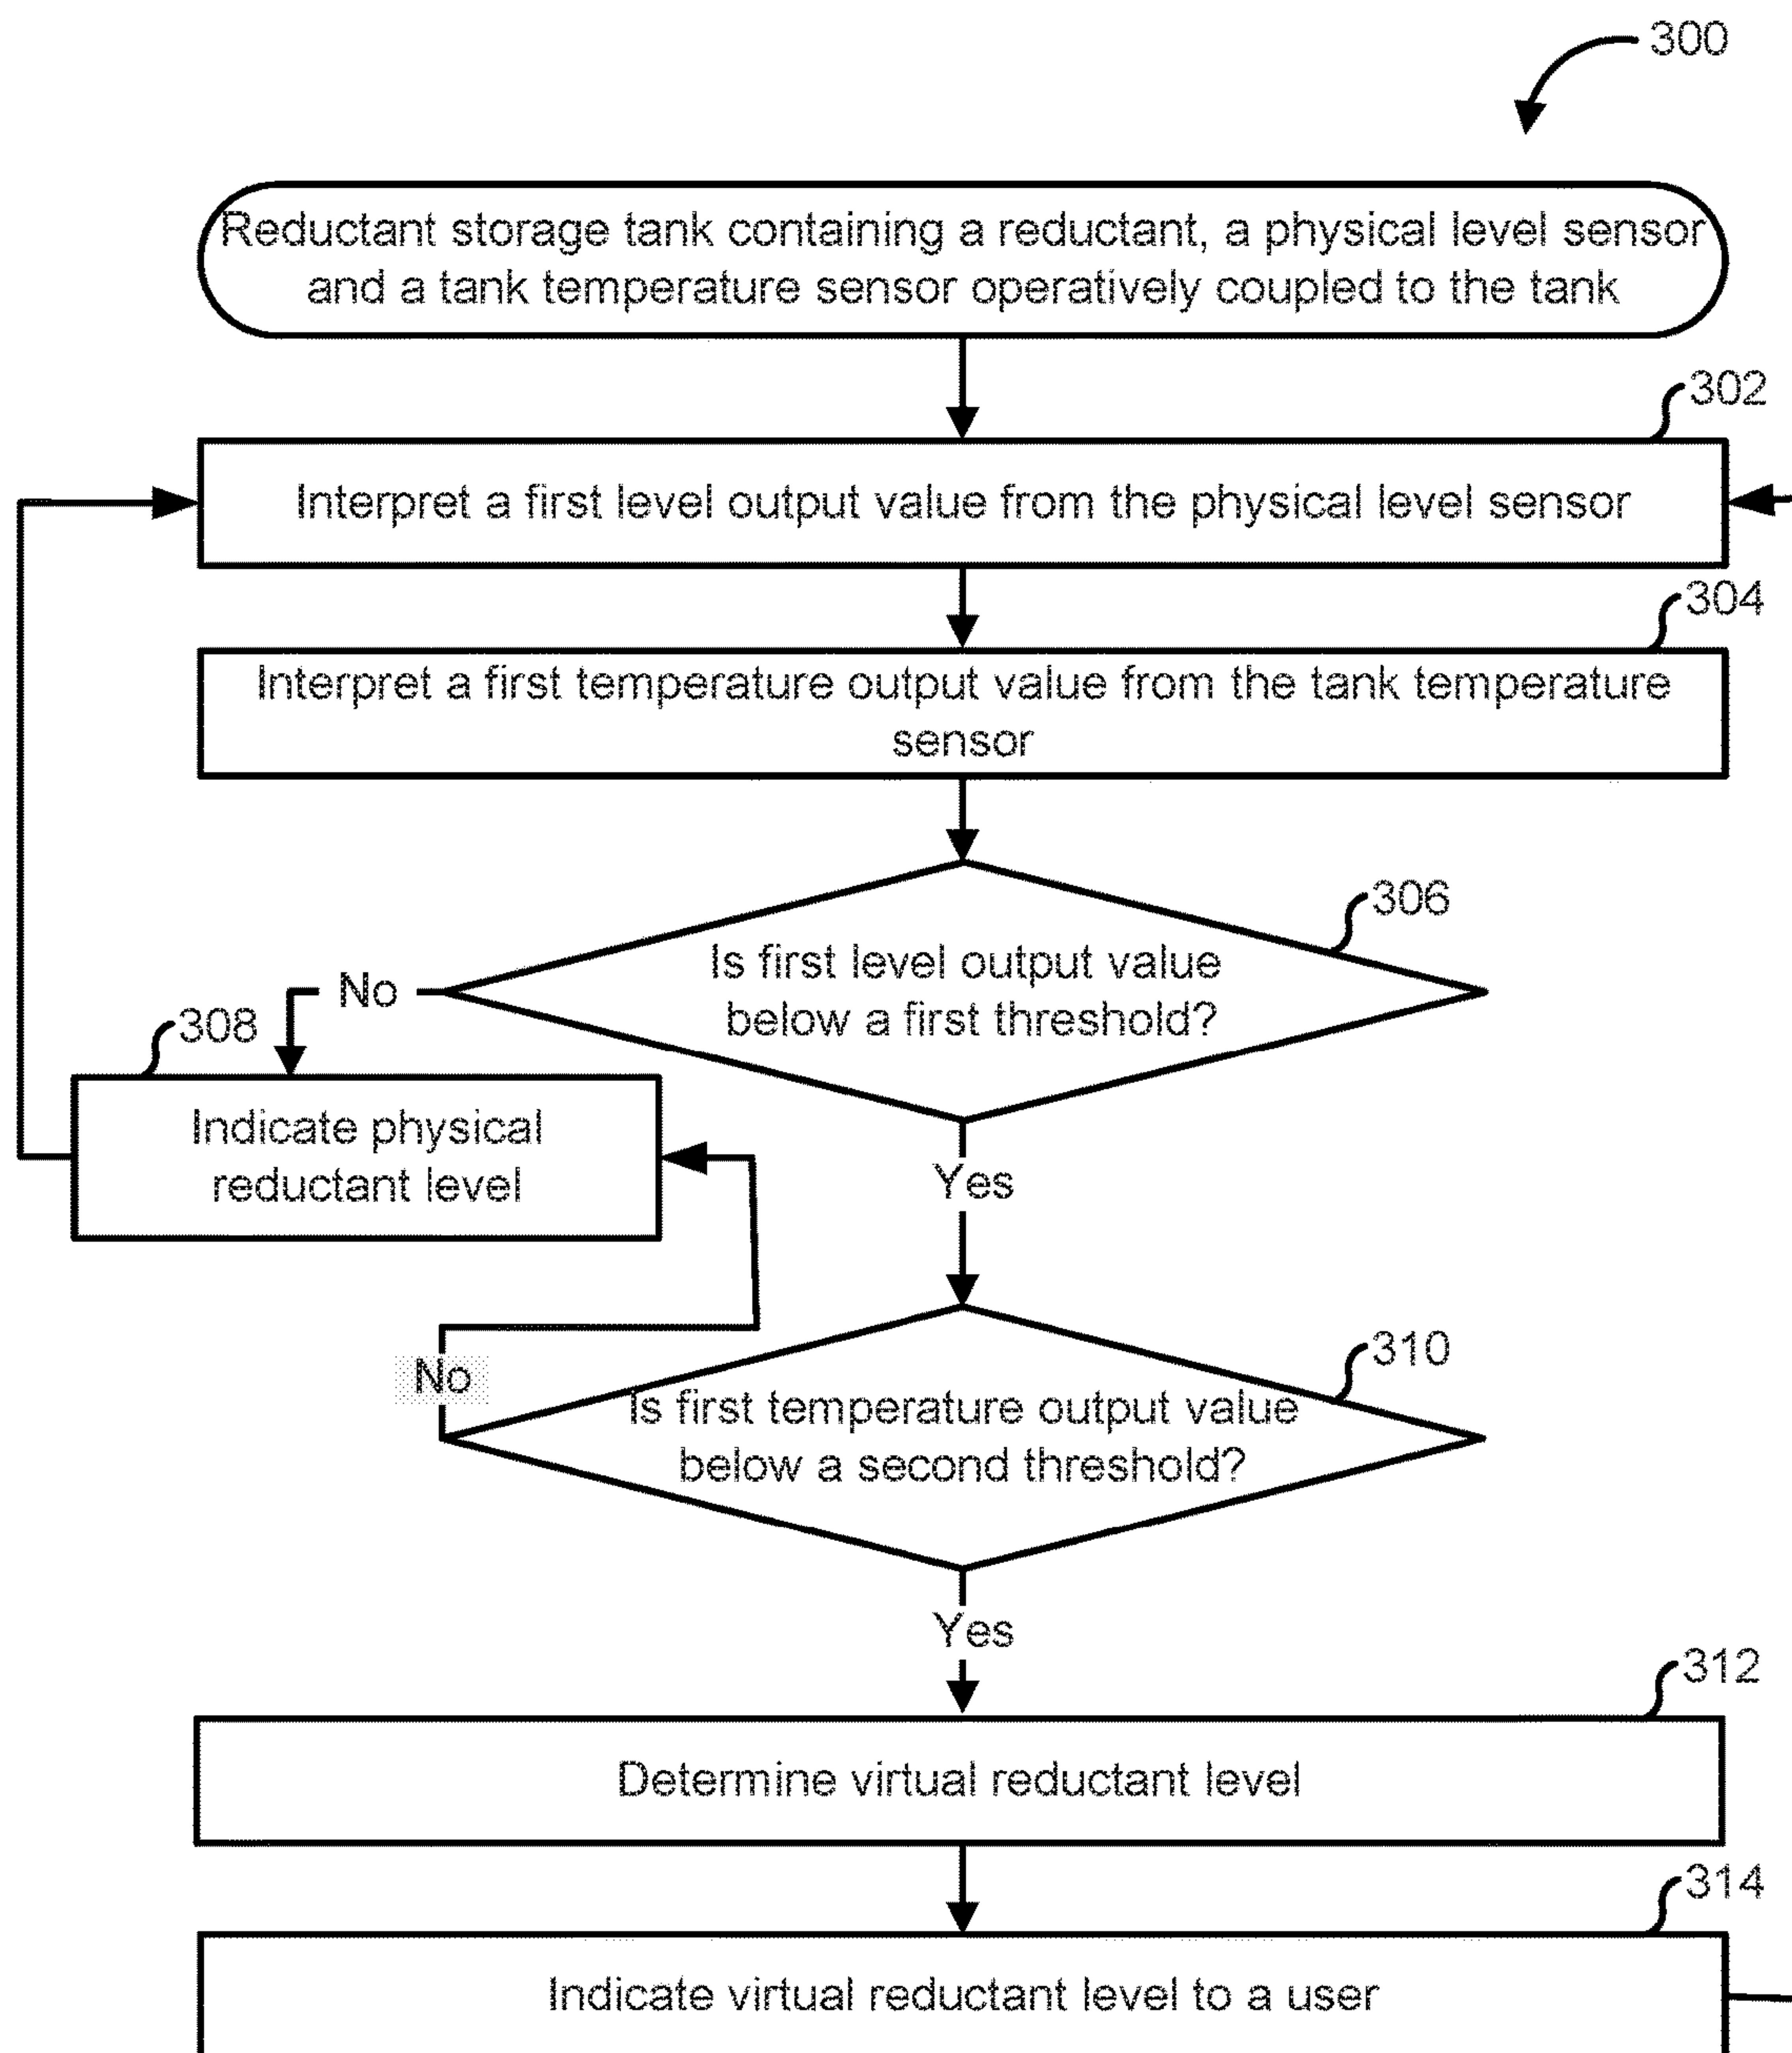 300
Reductant storage tank containing a reductant, a physical level sensor
and a tank temperature sensor operatively coupled to the tank
302
Interpret a first level output value from the physical level sensor
304
Interpret a first temperature output value from the tank temperature
sensor
306
Is first level output value
below a first threshold?
No
308
Indicate physical
reductant level
Yes
310
No
Is first temperature output value
below a second threshold?
Yes
312
Determine virtual reductant level
314
Indicate virtual reductant level to a user